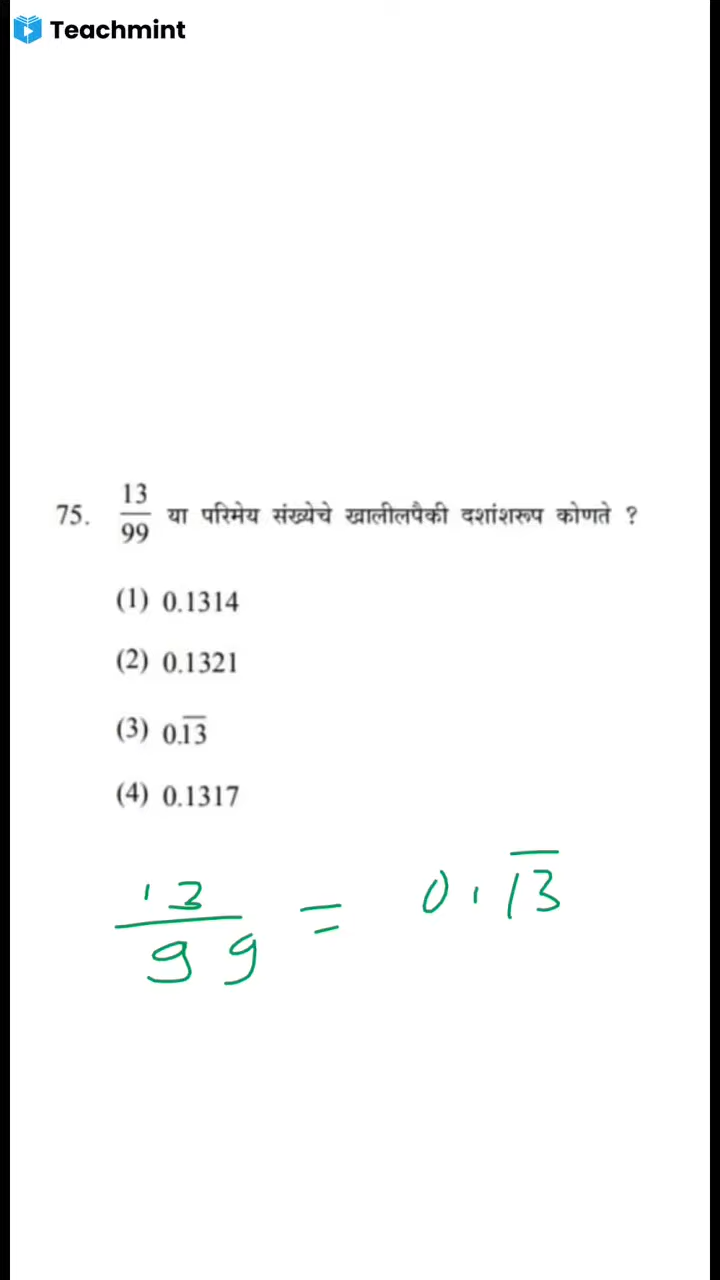 Teachmint
75. 13/99 या परिमेय संख्येचे खालीलपैकी दशांशरूप कोणते ?
(1) 0.1314
(2) 0.1321
(3) 0.1̅3̅
(4) 0.1317
13/99 = 0.1̅3̅